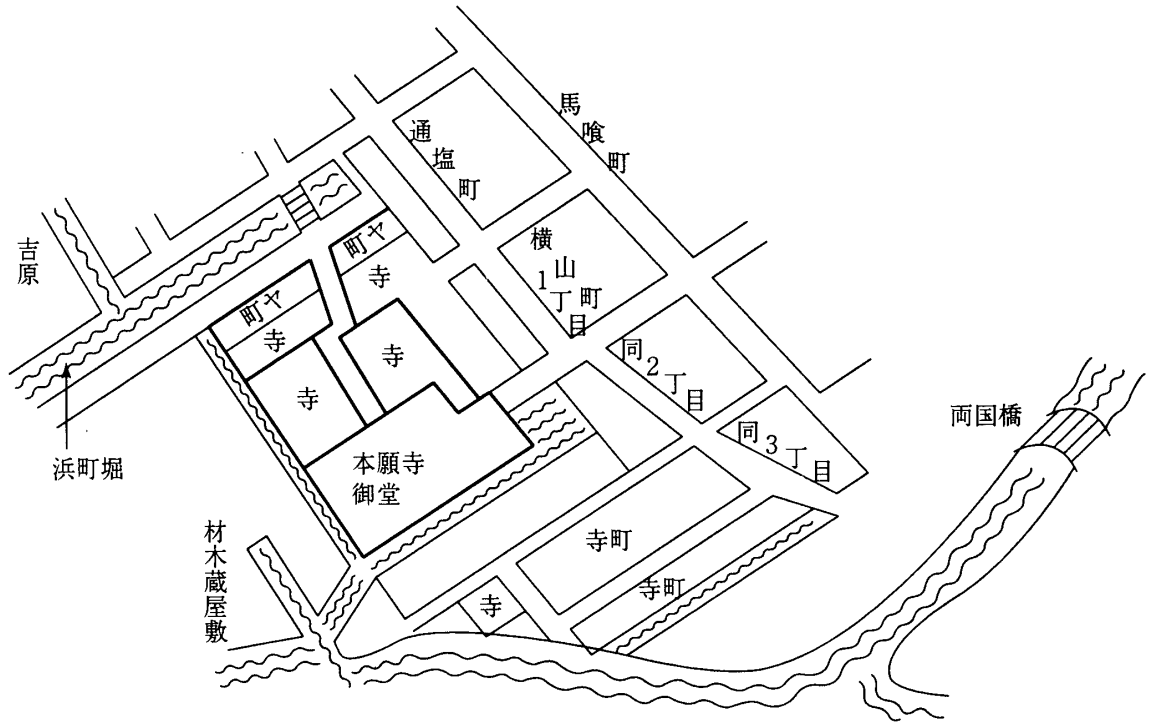 馬喰町
通塩町
横山町
1丁目
同2丁目
同3丁目
両国橋
吉原
浜町堀
町ヤ
寺
町ヤ
寺
寺
寺
本願寺
御堂
材木蔵屋敷
寺町
寺町
寺